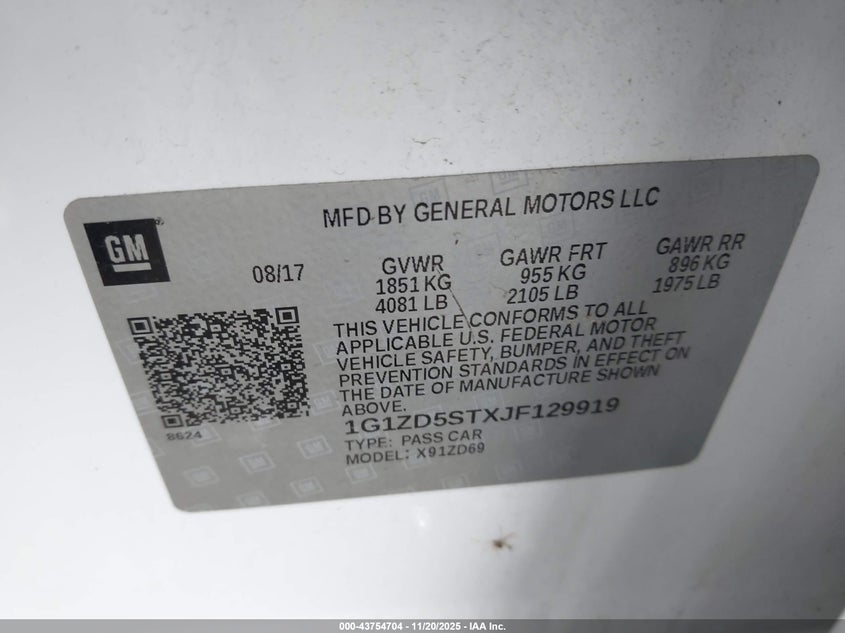 MFD BY GENERAL MOTORS LLC
GM
08/17
GVWR
1851 KG
4081 LB
GAWR FRT
955 KG
2105 LB
GAWR RR
896 KG
1975 LB
THIS VEHICLE CONFORMS TO ALL
APPLICABLE U.S. FEDERAL MOTOR
VEHICLE SAFETY, BUMPER, AND THEFT
PREVENTION STANDARDS IN EFFECT ON
THE DATE OF MANUFACTURE SHOWN
ABOVE.
1G1ZD5STXJF129919
TYPE: PASS CAR
MODEL: X91ZD69
8624
000-43754704 - 11/20/2025 - IAA Inc.